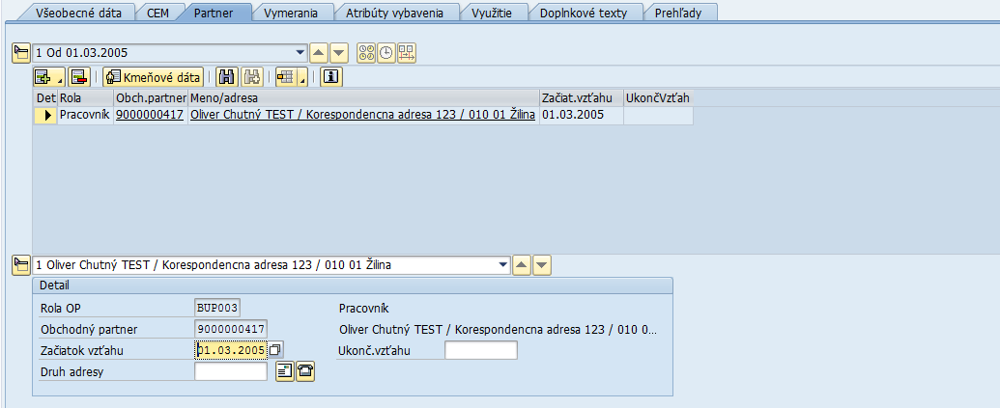 Všeobecné dáta CEM Partner Vymerania Atribúty vybavenia Využitie Doplnkové texty Prehľady
1 Od 01.03.2005
Kmeňové dáta
Det Rola Obch.partner Meno/adresa Začiat.vzťahu UkončVzťah
Pracovník 9000000417 Oliver Chutný TEST / Korespondencna adresa 123 / 010 01 Žilina 01.03.2005
1 Oliver Chutný TEST / Korespondencna adresa 123 / 010 01 Žilina
Detail
Rola OP BUP003 Pracovník
Obchodný partner 9000000417 Oliver Chutný TEST / Korespondencna adresa 123 / 010 0...
Začiatok vzťahu 01.03.2005 Ukonč.vzťahu
Druh adresy